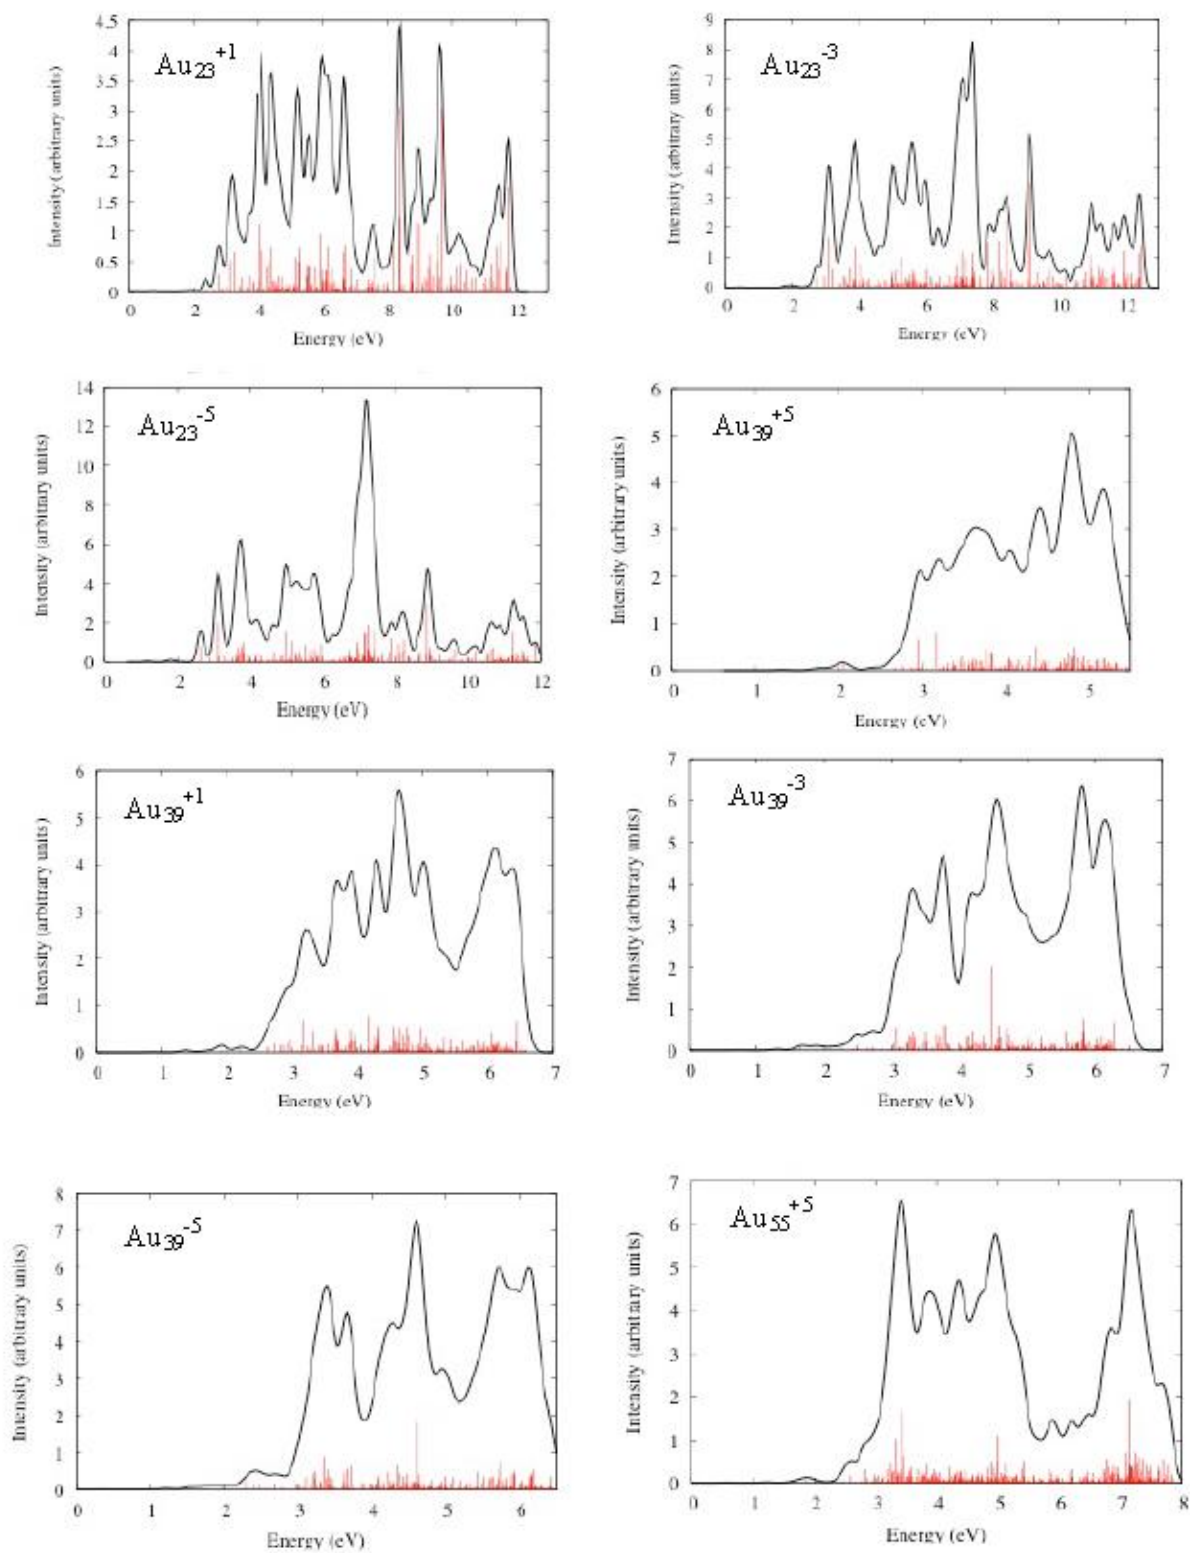 Au23+1
Intensity (arbitrary units)
4.5
4
3.5
3
2.5
2
1.5
1
0.5
0
0 2 4 6 8 10 12
Energy (eV)
Au23-3
Inensity (arbitrary units)
9
8
7
6
5
4
3
2
1
0
0 2 4 6 8 10 12
Energy (eV)
Au23-5
Intensity (arbitrary units)
14
12
10
8
6
4
2
0
0 2 4 6 8 10 12
Energy (eV)
Au39+5
Intensity (arbitrary units)
6
5
4
3
2
1
0
0 1 2 3 4 5
Energy (eV)
Au39+1
Intensity (arbitrary units)
6
5
4
3
2
1
0
0 1 2 3 4 5 6 7
Energy (eV)
Au39-3
Intensity (arbitrary units)
7
6
5
4
3
2
1
0
0 1 2 3 4 5 6 7
Energy (eV)
Au39-5
Intensity (arbitrary units)
8
7
6
5
4
3
2
1
0
0 1 2 3 4 5 6
Energy (eV)
Au55+5
Intensity (arbitrary units)
7
6
5
4
3
2
1
0
0 1 2 3 4 5 6 7 8
Energy (eV)